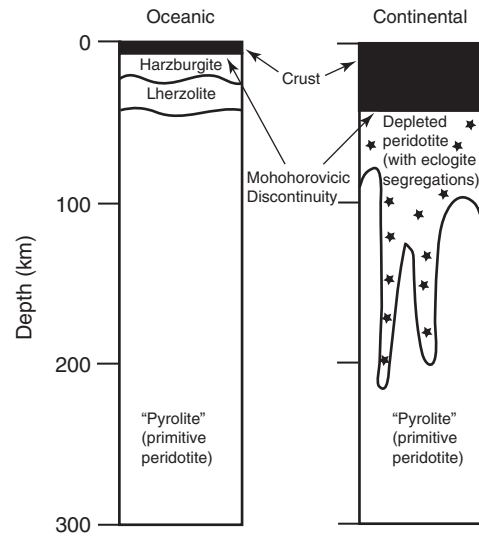 Oceanic
Continental
0
Harzburgite
Lherzolite
Crust
Mohohorovicic
Discontinuity
Depleted
peridotite
(with eclogite
segregations)
100
Depth (km)
200
"Pyrolite"
(primitive
peridotite)
"Pyrolite"
(primitive
peridotite)
300